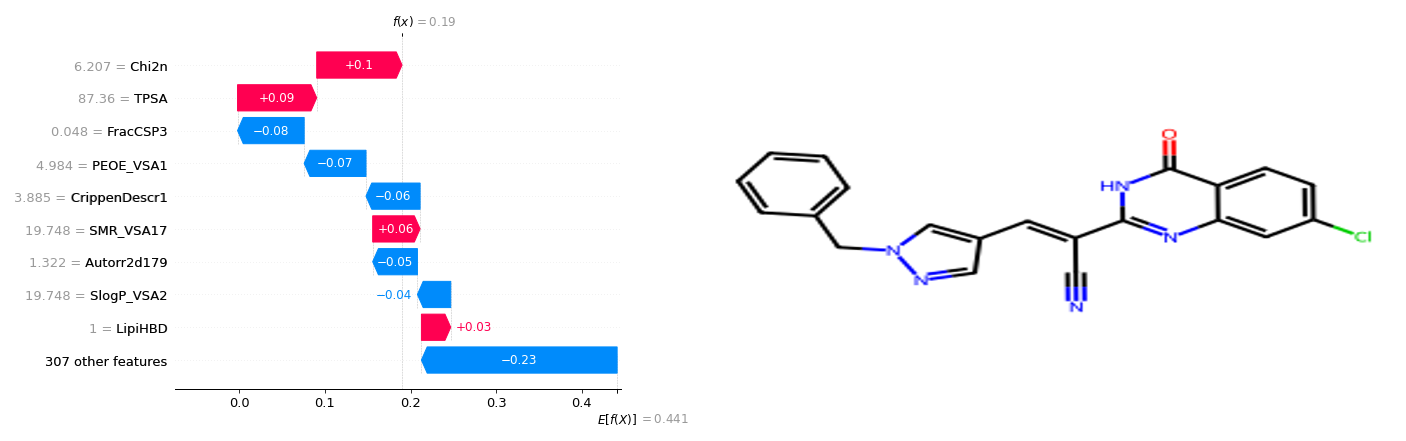 f(x) = 0.19
6.207 = Chi2n
+0.1
87.36 = TPSA
+0.09
0.048 = FracCSP3
−0.08
4.984 = PEOE_VSA1
−0.07
3.885 = CrippenDescr1
−0.06
19.748 = SMR_VSA17
+0.06
1.322 = Autorr2d179
−0.05
19.748 = SlogP_VSA2
−0.04
1 = LipiHBD
+0.03
307 other features
−0.23
0.0 0.1 0.2 0.3 0.4
E[f(X)] = 0.441
O
HN
N
Cl
N
N
N